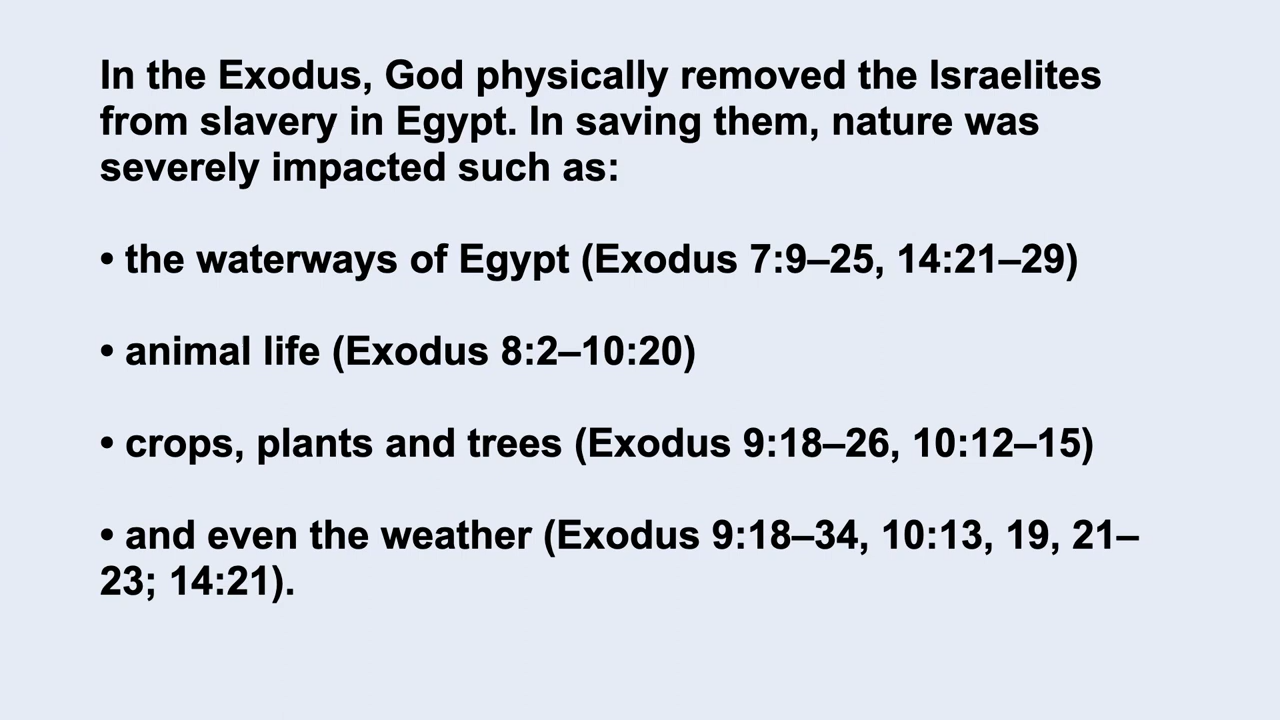 In the Exodus, God physically removed the Israelites
from slavery in Egypt. In saving them, nature was
severely impacted such as:
• the waterways of Egypt (Exodus 7:9–25, 14:21–29)
• animal life (Exodus 8:2–10:20)
• crops, plants and trees (Exodus 9:18–26, 10:12–15)
• and even the weather (Exodus 9:18–34, 10:13, 19, 21–
23; 14:21).